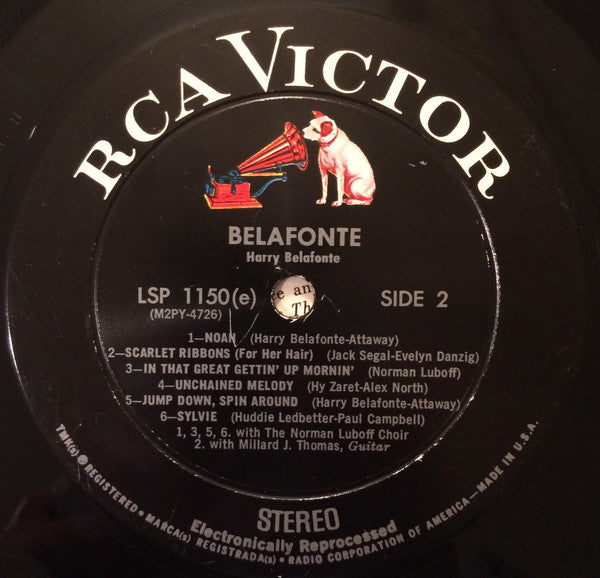 RCA VICTOR
BELAFONTE
Harry Belafonte
LSP 1150(e)
(M2PY-4726)
e an
Th
SIDE 2
1—NOAH (Harry Belafonte-Attaway)
2—SCARLET RIBBONS (For Her Hair) (Jack Segal-Evelyn Danzig)
3—IN THAT GREAT GETTIN' UP MORNIN' (Norman Luboff)
4—UNCHAINED MELODY (Hy Zaret-Alex North)
5—JUMP DOWN, SPIN AROUND (Harry Belafonte-Attaway)
6—SYLVIE (Huddie Ledbetter-Paul Campbell)
1, 3, 5, 6. with The Norman Luboff Choir
2. with Millard J. Thomas, Guitar
STEREO
Electronically Reprocessed
TMK(s) ® REGISTERED • MARCA(s) REGISTRADA(s) • RADIO CORPORATION OF AMERICA—MADE IN U.S.A.